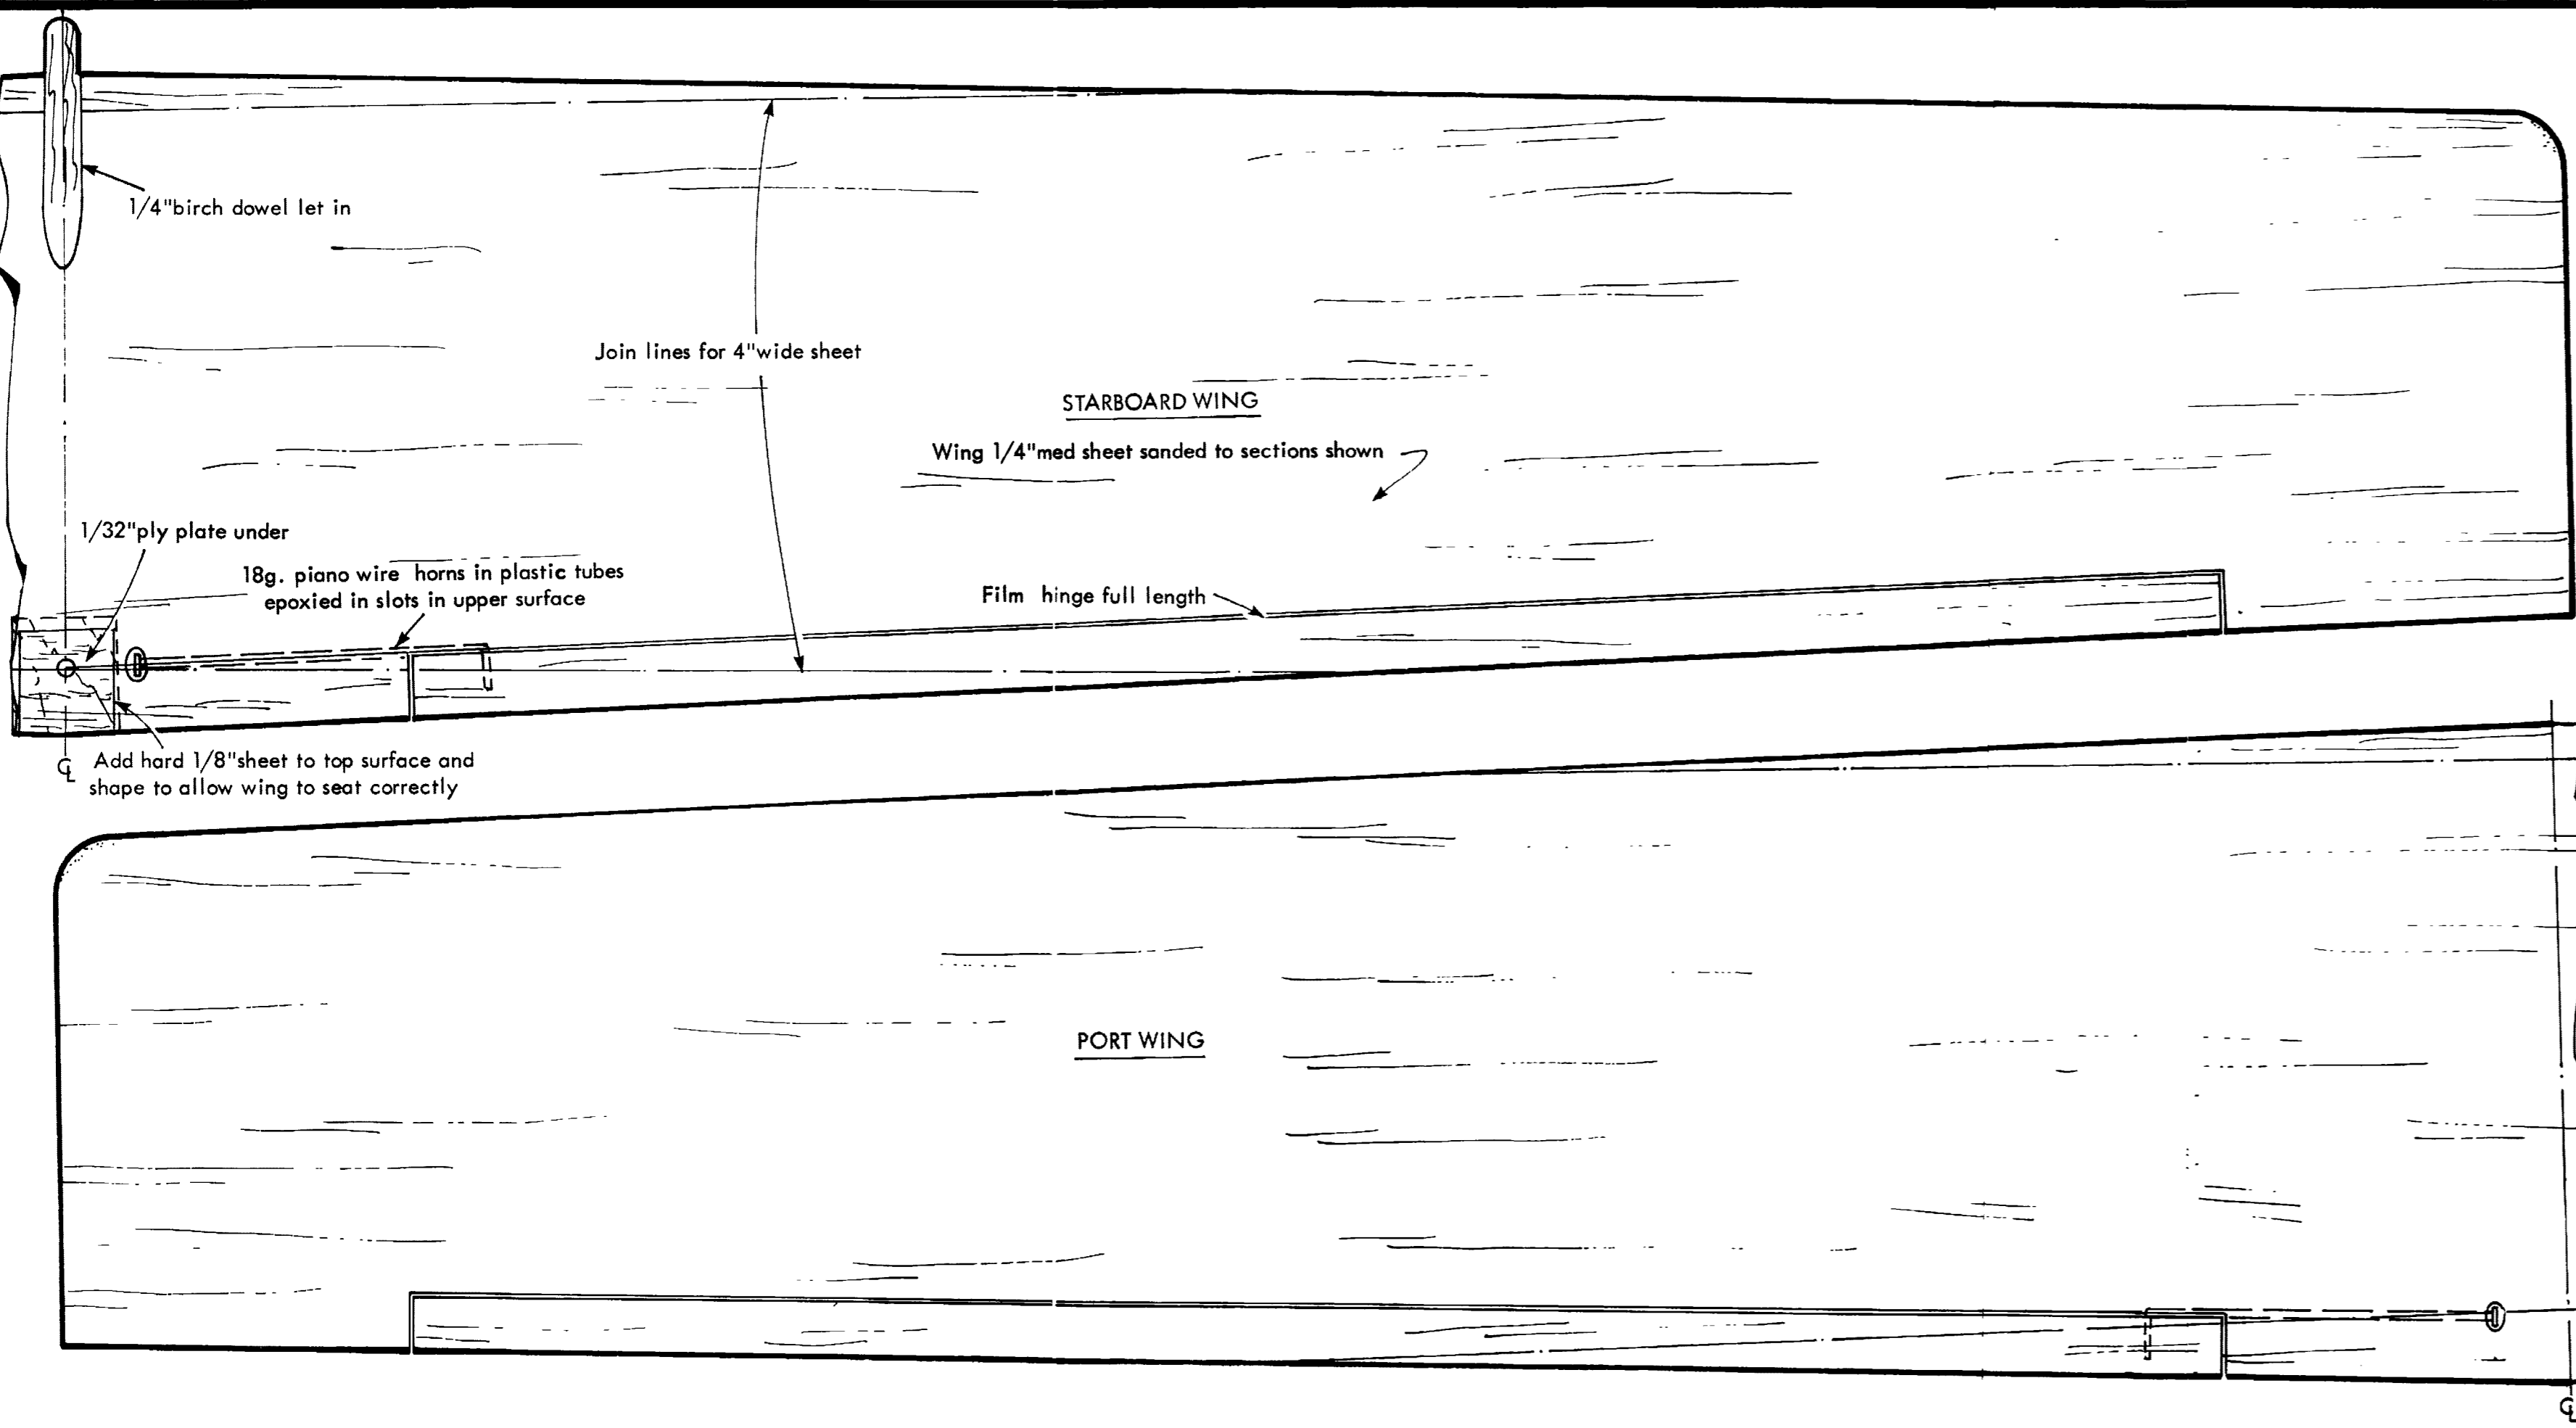 1/4"birch dowel let in
Join lines for 4"wide sheet
STARBOARD WING
Wing 1/4"med sheet sanded to sections shown
1/32"ply plate under
18g. piano wire horns in plastic tubes
epoxied in slots in upper surface
Film hinge full length
℄
Add hard 1/8"sheet to top surface and
shape to allow wing to seat correctly
PORT WING
℄